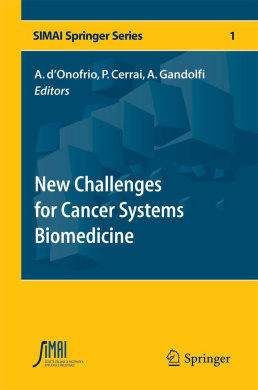 SIMAI Springer Series 1
A. d'Onofrio, P. Cerrai, A. Gandolfi
Editors
New Challenges
for Cancer Systems
Biomedicine
SIMAI
Springer